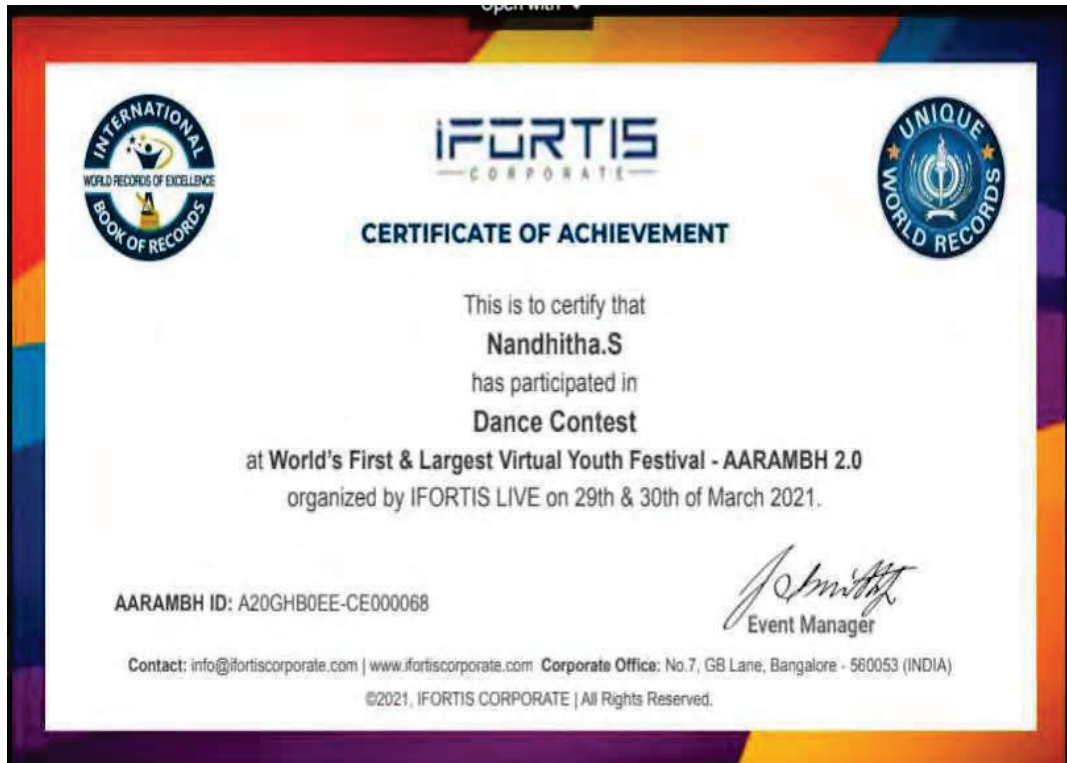 Open with
INTERNATIONAL
WORLD RECORDS OF EXCELLENCE
BOOK OF RECORDS
iFORTIS
CORPORATE
UNIQUE
WORLD RECORDS
CERTIFICATE OF ACHIEVEMENT
This is to certify that
Nandhitha.S
has participated in
Dance Contest
at World's First & Largest Virtual Youth Festival - AARAMBH 2.0
organized by IFORTIS LIVE on 29th & 30th of March 2021.
AARAMBH ID: A20GHB0EE-CE000068
Event Manager
Contact: info@ifortiscorporate.com | www.ifortiscorporate.com Corporate Office: No.7, GB Lane, Bangalore - 560053 (INDIA)
©2021, IFORTIS CORPORATE | All Rights Reserved.